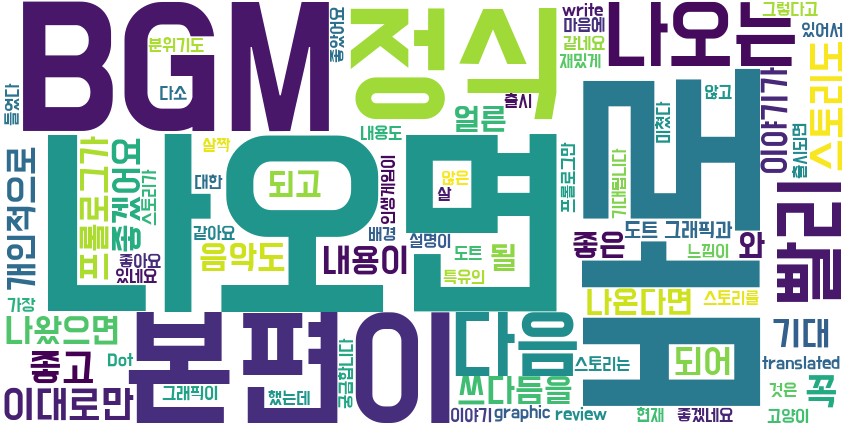 BGM
정식
나오는
write
마음에
그렇다고
좋았어요
분위기도
같네요
재밌게
있어서
스토리도
다소
들었다
출시
얼른
않고
미쳤다
이야기가
출시되면
나오면
프롤로그가
좋겠어요
스토리가
내용도
살짝
대한
되고
인생게임이
않은
살
프롤로그만
기대됩니다
후
개인적으로
같아요
배경
설명이
도트
될
좋은
도트 그래픽과
와
빨리
느낌이
좋아요
있네요
음악도
내용이
특유의
가장
나온다면
스토리를
나왔으면
본편이
다음
기대
좋고
Dot
궁금합니다
스토리는
되어
translated
이대로만
그래픽이
했는데
쓰다듬을
이야기
graphic
review
현재
좋겠네요
것은
꼭
고양이